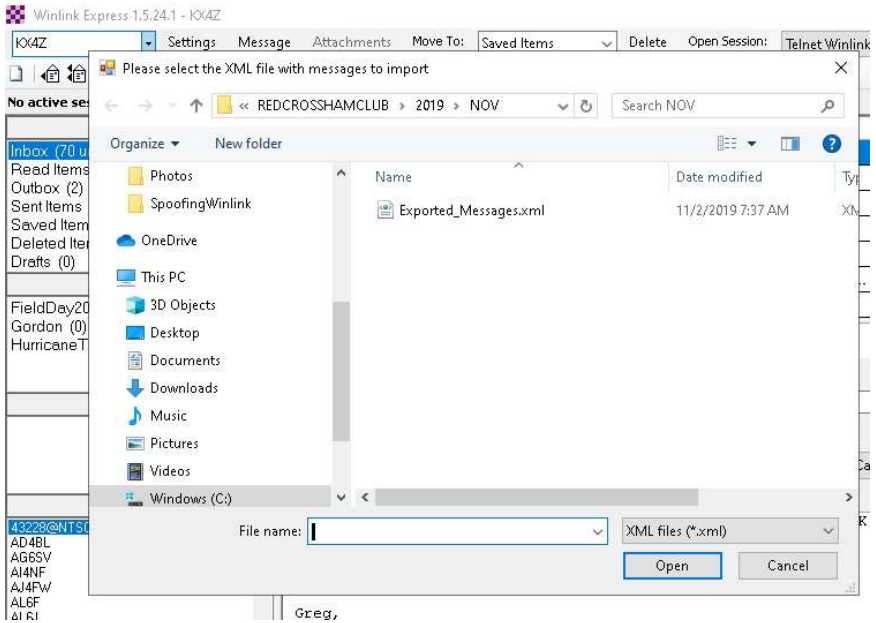 Winlink Express 1.5.24.1 - KX4Z
KX4Z Settings Message Attachments Move To: Saved Items Delete Open Session: Telnet Winlink
Please select the XML file with messages to import
No active
« REDCROSSHAMCLUB > 2019 > NOV Search NOV
Organize New folder
Inbox (70
Read Items
Outbox (2)
Sent Items
Saved Item
Deleted Iter
Drafts (0)
FieldDay20
Gordon (0)
HurricaneT
Photos
SpoofingWinlink
OneDrive
This PC
3D Objects
Desktop
Documents
Downloads
Music
Pictures
Videos
Windows (C:)
Name Date modified
Exported_Messages.xml 11/2/2019 7:37 AM
File name: XML files (*.xml)
Open Cancel
43228@NTS
AD4BL
AG6SV
AI4NF
AJ4FW
AL6F
Greg,